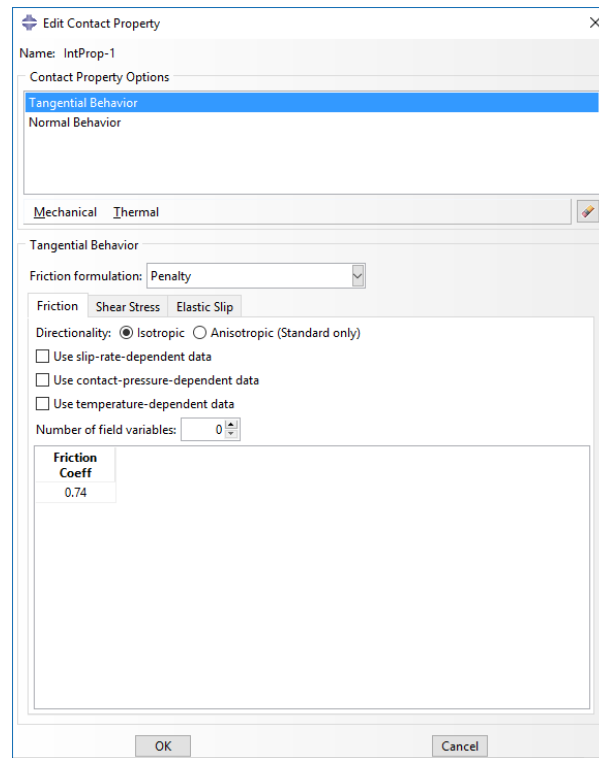 Edit Contact Property
Name: IntProp-1
Contact Property Options
Tangential Behavior
Normal Behavior
Mechanical Thermal
Tangential Behavior
Friction formulation: Penalty
Friction Shear Stress Elastic Slip
Directionality: Isotropic Anisotropic (Standard only)
Use slip-rate-dependent data
Use contact-pressure-dependent data
Use temperature-dependent data
Number of field variables: 0
Friction
Coeff
0.74
OK Cancel